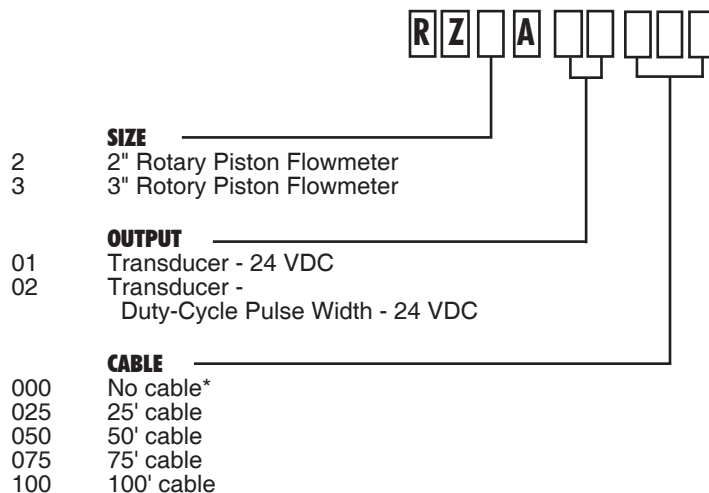 RZ A
SIZE
2 2" Rotary Piston Flowmeter
3 3" Rotory Piston Flowmeter
OUTPUT
01 Transducer - 24 VDC
02 Transducer -
Duty-Cycle Pulse Width - 24 VDC
CABLE
000 No cable*
025 25' cable
050 50' cable
075 75' cable
100 100' cable